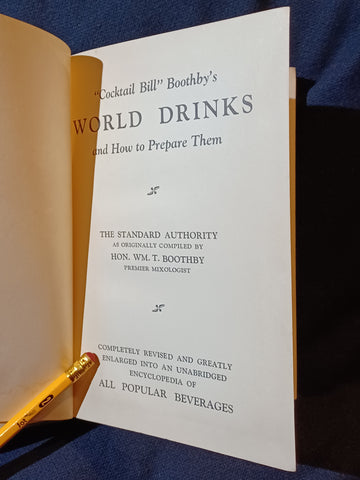 "Cocktail Bill" Boothby's
WORLD DRINKS
and How to Prepare Them
THE STANDARD AUTHORITY
AS ORIGINALLY COMPILED BY
HON. WM. T. BOOTHBY
PREMIER MIXOLOGIST
COMPLETELY REVISED AND GREATLY
ENLARGED INTO AN UNABRIDGED
ENCYCLOPEDIA OF
ALL POPULAR BEVERAGES